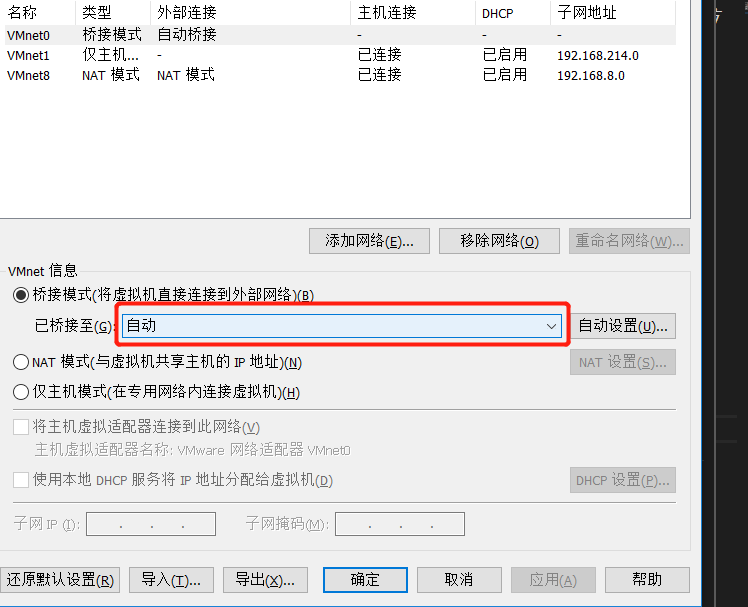 名称 类型 外部连接 主机连接 DHCP 子网地址
VMnet0 桥接模式 自动桥接 - - -
VMnet1 仅主机... - 已连接 已启用 192.168.214.0
VMnet8 NAT 模式 NAT 模式 已连接 已启用 192.168.8.0
添加网络(E)... 移除网络(O) 重命名网络(W)...
VMnet 信息
桥接模式(将虚拟机直接连接到外部网络)(B)
已桥接至(G): 自动 自动设置(U)...
NAT 模式(与虚拟机共享主机的 IP 地址)(N) NAT 设置(S)...
仅主机模式(在专用网络内连接虚拟机)(H)
将主机虚拟适配器连接到此网络(V)
主机虚拟适配器名称: VMware 网络适配器 VMnet0
使用本地 DHCP 服务将 IP 地址分配给虚拟机(D) DHCP 设置(P)...
子网 IP (I): . . . 子网掩码(M): . . .
还原默认设置(R) 导入(T)... 导出(X)... 确定 取消 应用(A) 帮助